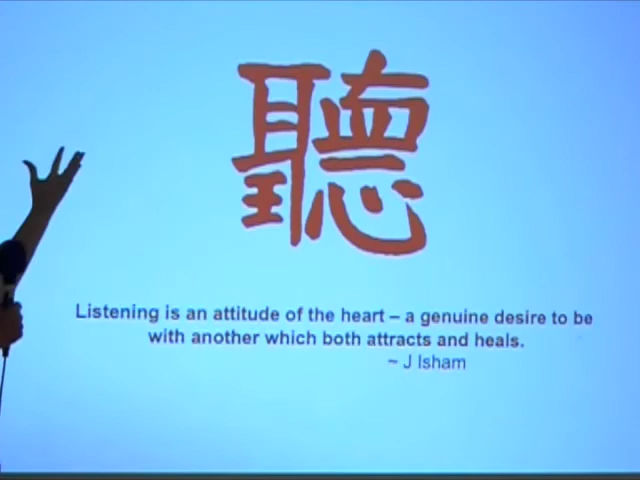 聽
Listening is an attitude of the heart – a genuine desire to be
with another which both attracts and heals.
~ J Isham